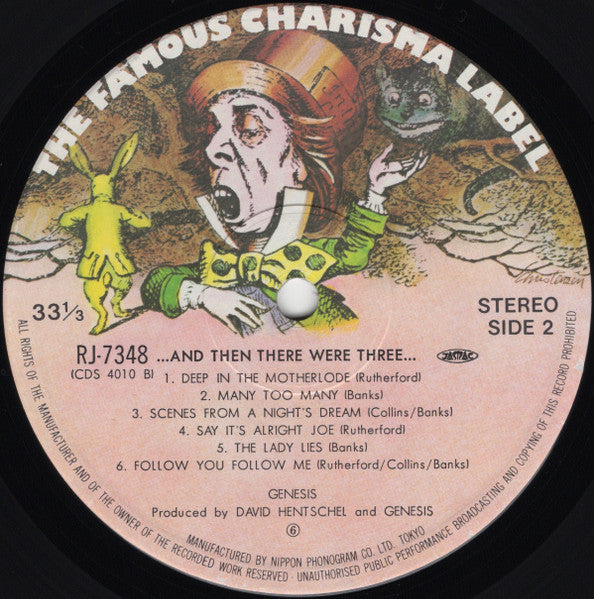 THE FAMOUS CHARISMA LABEL
Christensen
33⅓
STEREO
SIDE 2
RJ-7348 ...AND THEN THERE WERE THREE... JASRAC
(CDS 4010 B)
1. DEEP IN THE MOTHERLODE (Rutherford)
2. MANY TOO MANY (Banks)
3. SCENES FROM A NIGHT'S DREAM (Collins/Banks)
4. SAY IT'S ALRIGHT JOE (Rutherford)
5. THE LADY LIES (Banks)
6. FOLLOW YOU FOLLOW ME (Rutherford/Collins/Banks)
GENESIS
Produced by DAVID HENTSCHEL and GENESIS
⑥
MANUFACTURED BY NIPPON PHONOGRAM CO. LTD. TOKYO
ALL RIGHTS OF THE MANUFACTURER AND OF THE OWNER OF THE RECORDED WORK RESERVED · UNAUTHORISED PUBLIC PERFORMANCE BROADCASTING AND COPYING OF THIS RECORD PROHIBITED